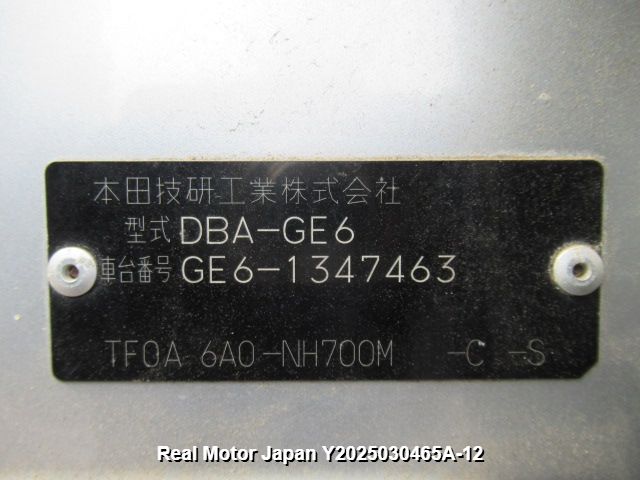 本田技研工業株式会社
型式 DBA-GE6
車台番号 GE6-1347463
TF0A 6A0-NH700M -C -S
Real Motor Japan Y2025030465A-12